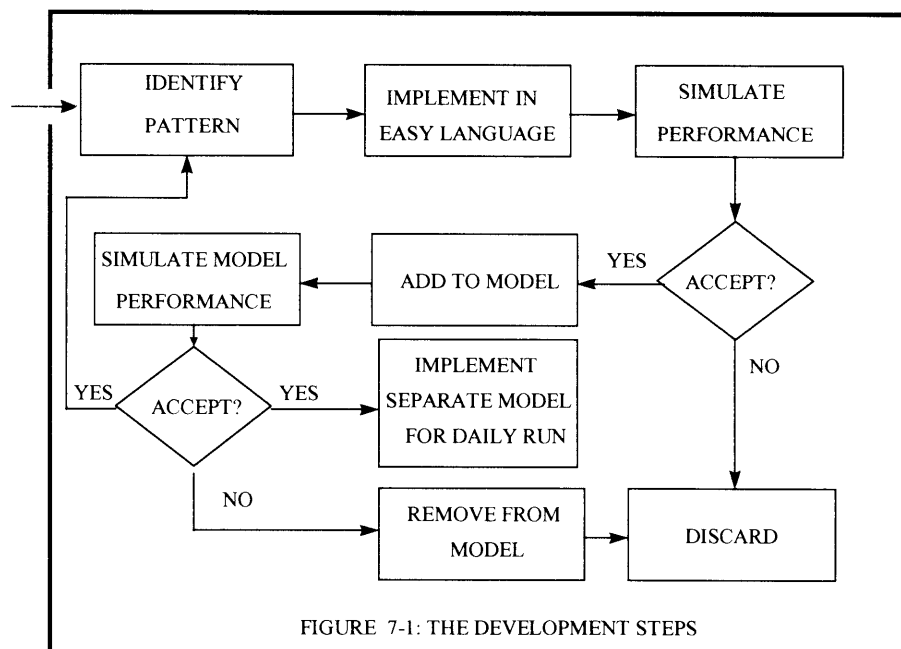 IDENTIFY
PATTERN
IMPLEMENT IN
EASY LANGUAGE
SIMULATE
PERFORMANCE
SIMULATE MODEL
PERFORMANCE
ADD TO MODEL
YES
ACCEPT?
YES
ACCEPT?
YES
IMPLEMENT
SEPARATE MODEL
FOR DAILY RUN
NO
NO
REMOVE FROM
MODEL
DISCARD
FIGURE 7-1: THE DEVELOPMENT STEPS